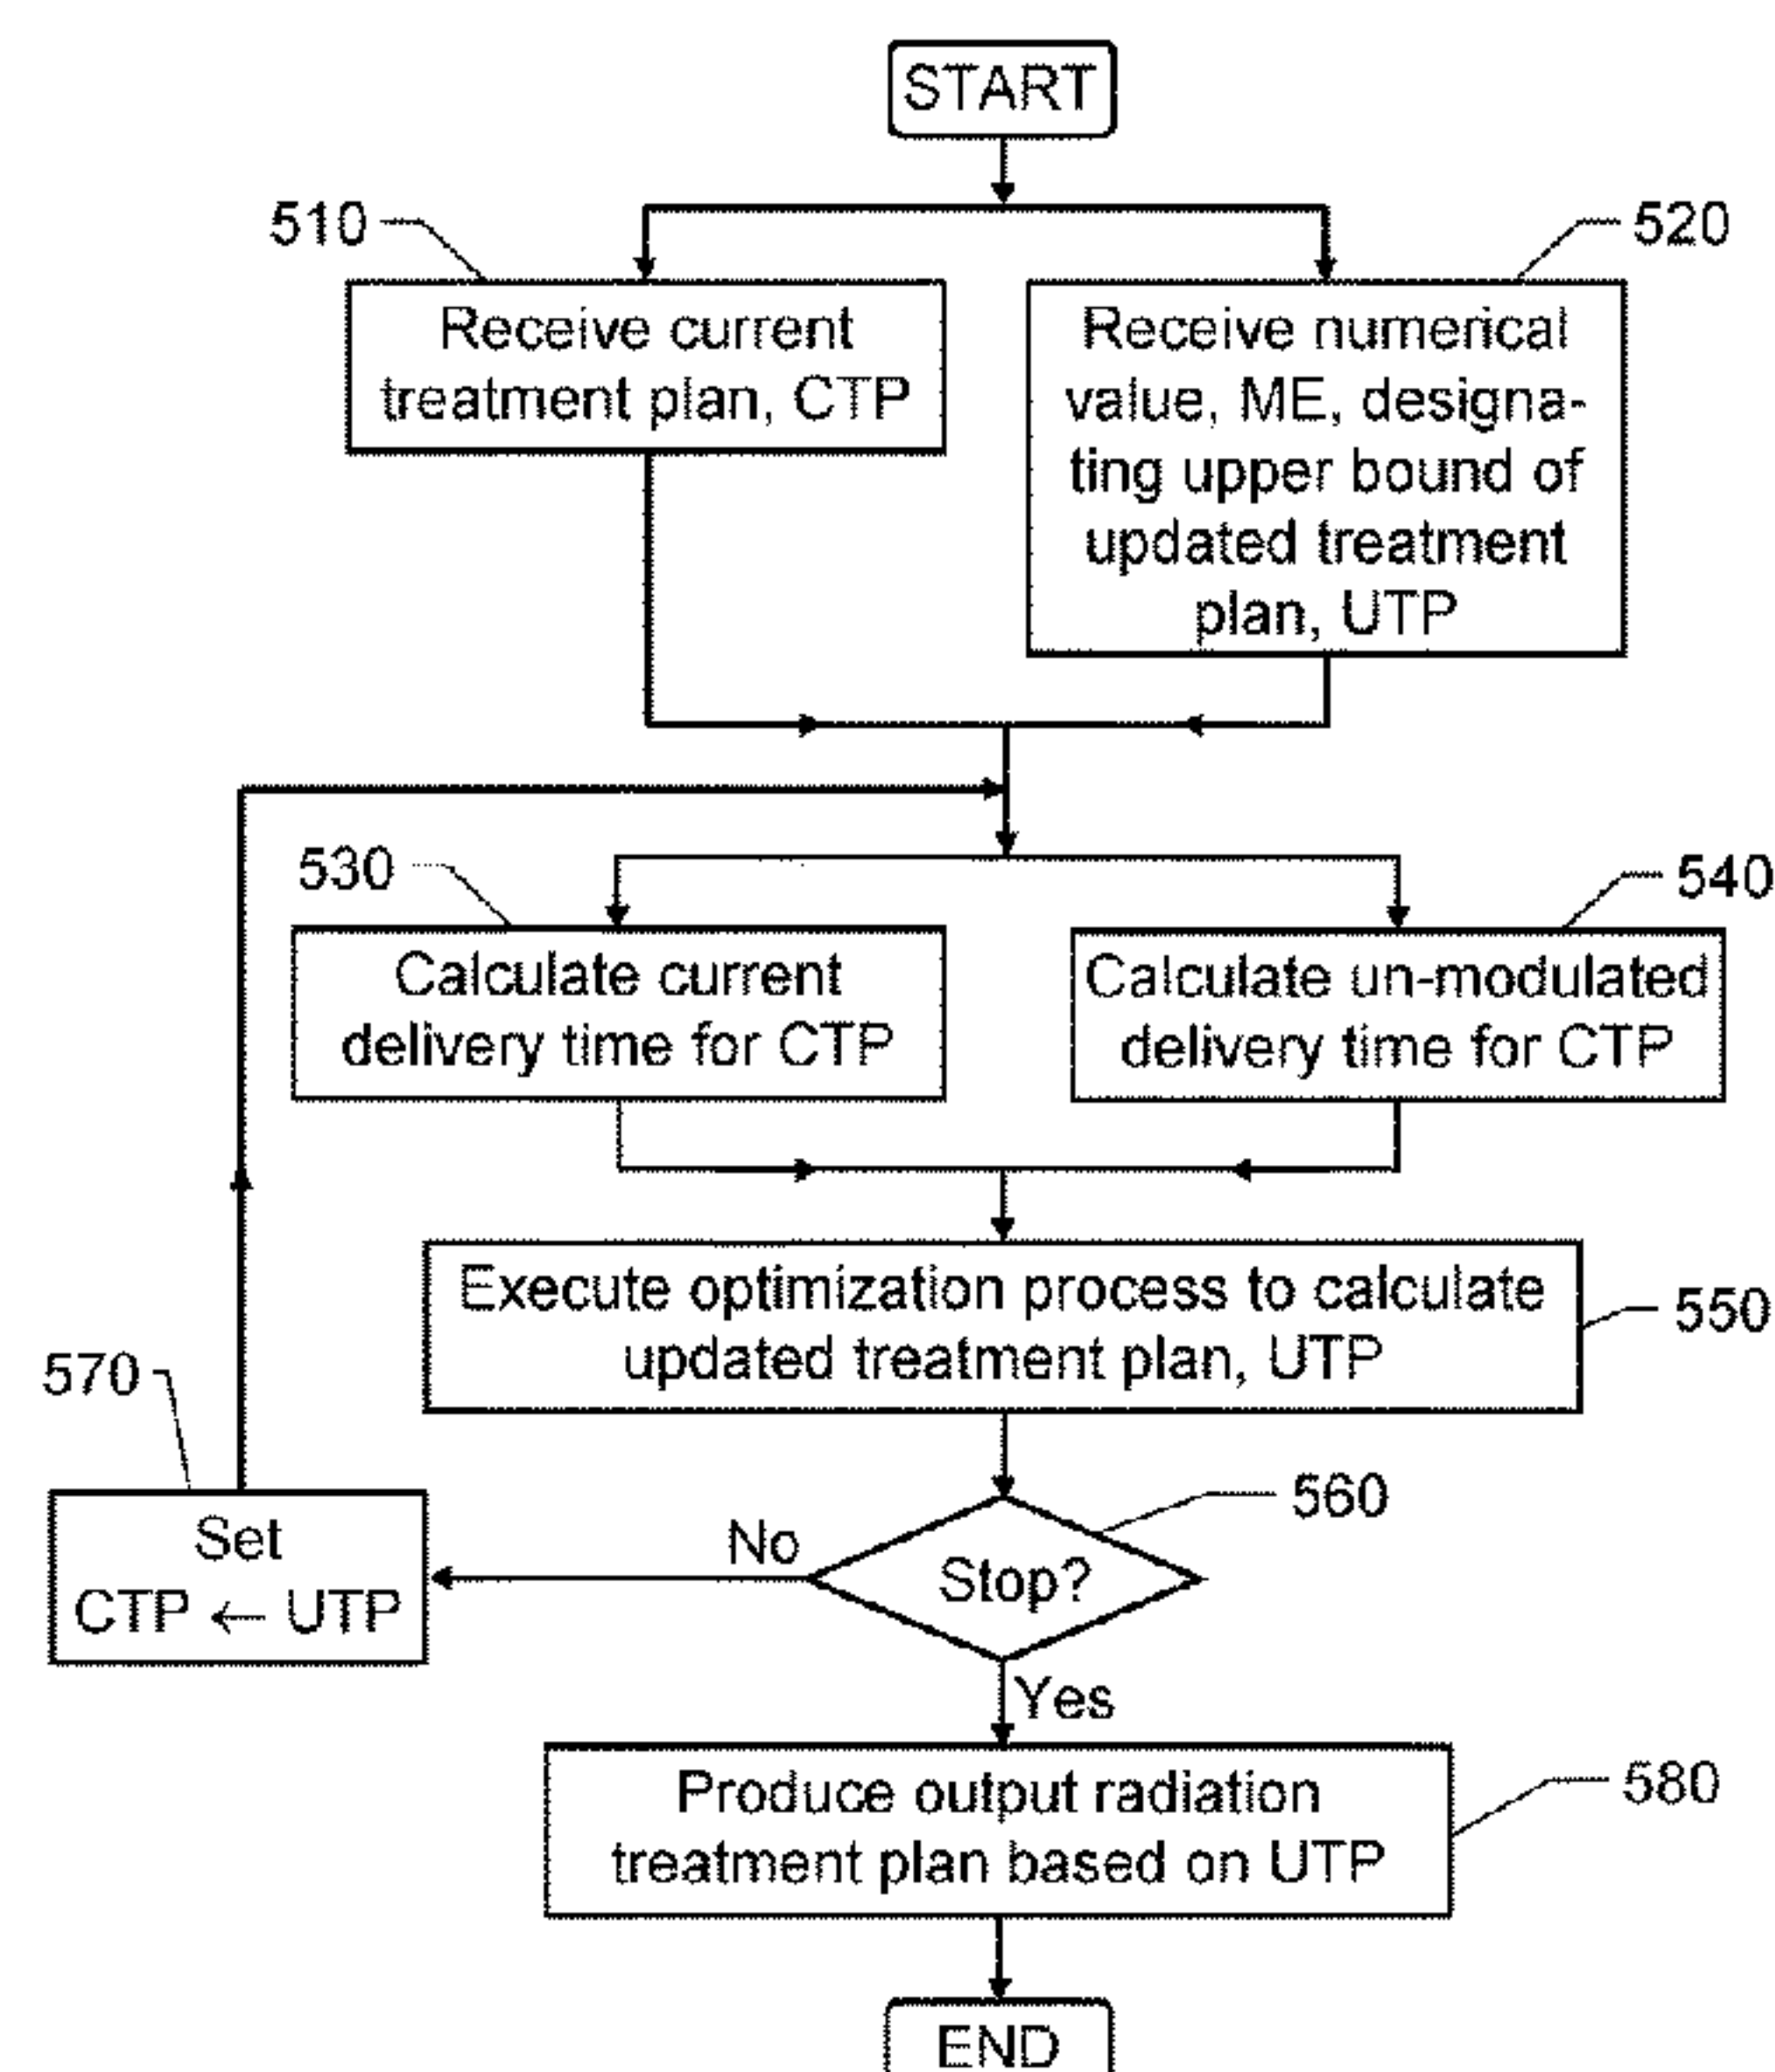 START
510
520
Receive current
treatment plan, CTP
Receive numerical
value, ME, designa-
ting upper bound of
updated treatment
plan, UTP
530
540
Calculate current
delivery time for CTP
Calculate un-modulated
delivery time for CTP
Execute optimization process to calculate
updated treatment plan, UTP
550
570
560
Set
CTP ← UTP
No
Stop?
Yes
Produce output radiation
treatment plan based on UTP
580
END